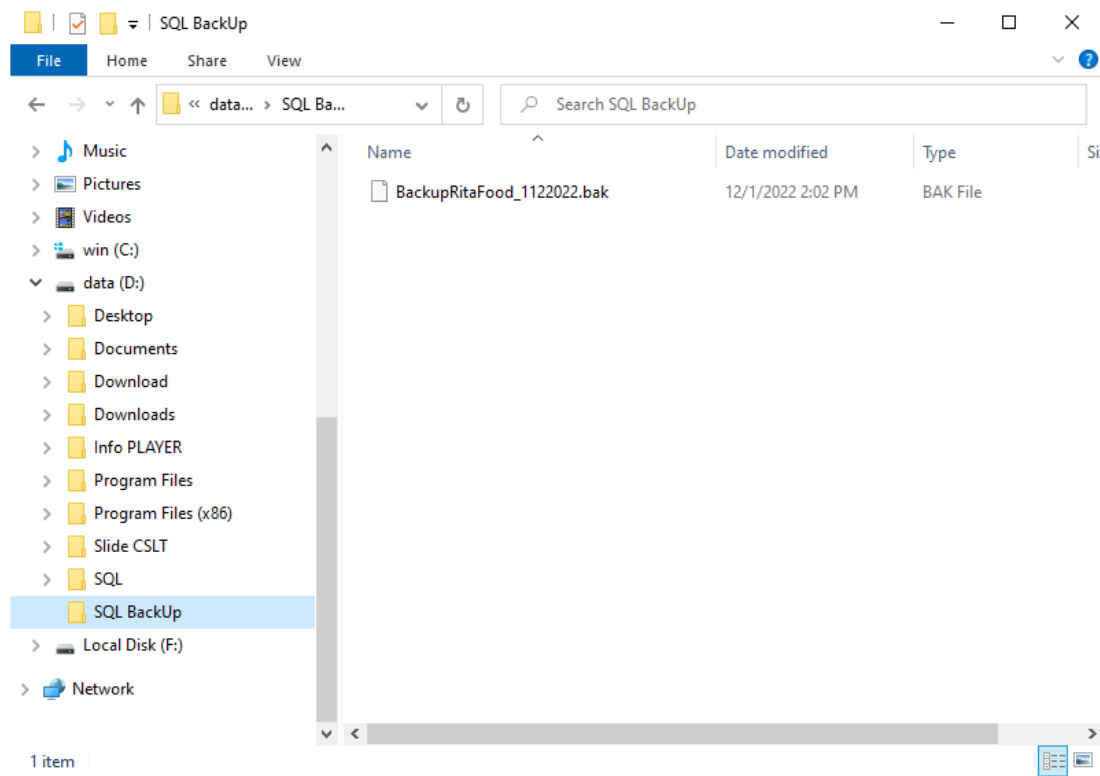 SQL BackUp
File Home Share View
« data... › SQL Ba... Search SQL BackUp
Name Date modified Type Si
BackupRitaFood_1122022.bak 12/1/2022 2:02 PM BAK File
Music
Pictures
Videos
win (C:)
data (D:)
Desktop
Documents
Download
Downloads
Info PLAYER
Program Files
Program Files (x86)
Slide CSLT
SQL
SQL BackUp
Local Disk (F:)
Network
1 item